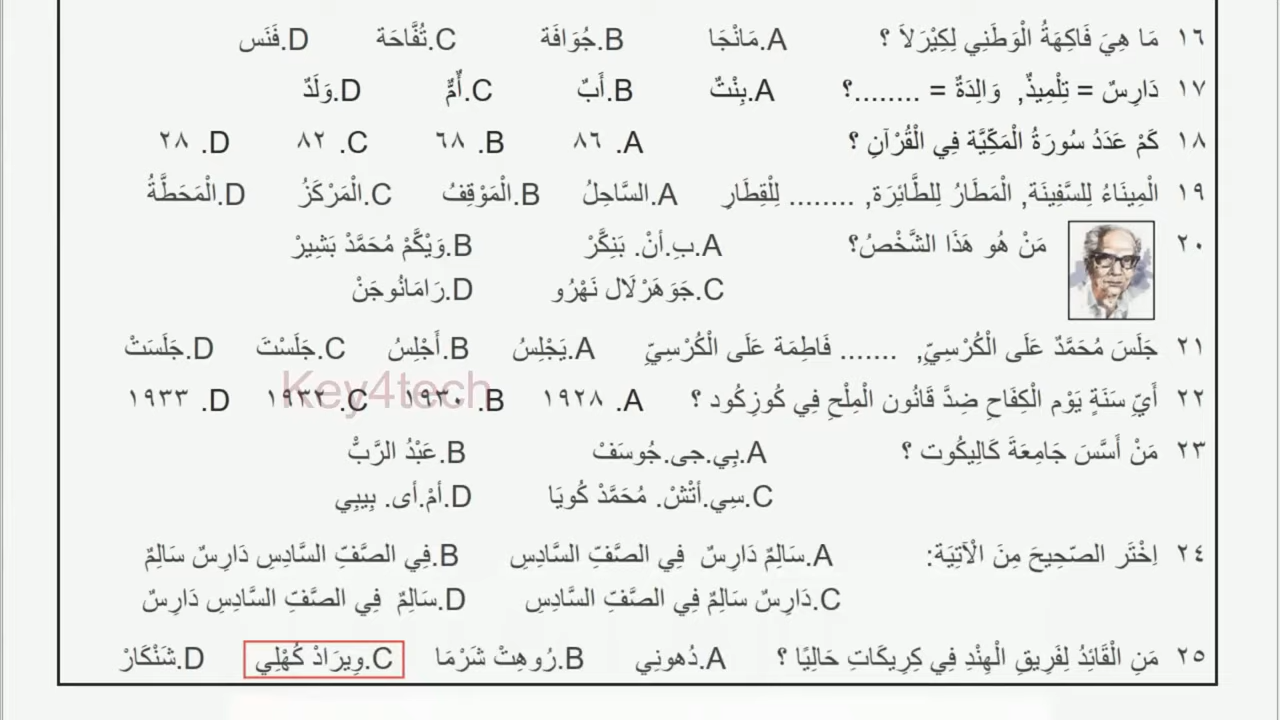 ١٦ مَا هِيَ فَاكِهَةُ الْوَطَنِي لِكِيْرَلاَ ؟ A.مَانْجَا B.جُوَافَة C.تُفَّاحَة D.فَنَس
١٧ دَارِسٌ = تِلْمِيذٌ, وَالِدَةٌ = ........؟ A.بِنْتٌ B.أَبٌ C.أُمٌّ D.وَلَدٌ
١٨ كَمْ عَدَدُ سُورَةُ الْمَكِّيَّة فِي الْقُرْآنِ ؟ A. ٨٦ B. ٦٨ C. ٨٢ D. ٢٨
١٩ الْمِينَاءُ لِلسَّفِينَة, الْمَطَارُ لِلطَّائِرَة, ........ لِلْقِطَارِ A.السَّاحِلُ B.الْمَوْقِفُ C.الْمَرْكَزُ D.الْمَحَطَّةُ
٢٠ مَنْ هُو هَذَا الشَّخْصُ؟ A.بِ.أنْ. بَنِكَّرْ B.وَيْكَّمْ مُحَمَّدْ بَشِيرْ
C.جَوَهَرْلَال نَهْرُو D.رَامَانُوجَنْ
٢١ جَلَسَ مُحَمَّدٌ عَلَى الْكُرْسِيِّ, ....... فَاطِمَة عَلَى الْكُرْسِيِّ A.يَجْلِسُ B.أَجْلِسُ C.جَلَسْتَ D.جَلَسَتْ
٢٢ أَيِّ سَنَةٍ يَوْم الْكِفَاحِ ضِدَّ قَانُون الْمِلْحِ فِي كُوزِكُود ؟ A. ١٩٢٨ B. ١٩٣٠ C. ١٩٣٢ D. ١٩٣٣
Key4tech
٢٣ مَنْ أَسَّسَ جَامِعَةَ كَالِيكُوت ؟ A.بِي.جى.جُوسَفْ B.عَبْدُ الرَّبُّ
C.سِي.أتْشْ. مُحَمَّدْ كُويَا D.أمْ.أى. بِيبِي
٢٤ اِخْتَر الصّحِيحَ مِنَ الْآتِيَة: A.سَالِمٌ دَارِسٌ فِي الصَّفِّ السَّادِسِ B.فِي الصَّفِّ السَّادِسِ دَارِسٌ سَالِمٌ
C.دَارِسٌ سَالِمٌ فِي الصَّفِّ السَّادِسِ D.سَالِمٌ فِي الصَّفِّ السَّادِسِ دَارِسٌ
٢٥ مَنِ الْقَائِدُ لِفَرِيقِ الْهِنْدِ فِي كِرِيكَاتِ حَالِيًا ؟ A.دُهونِي B.رُوهِتْ شَرْمَا C.وِيرَادْ كُهْلِي D.شَنْكَارْ